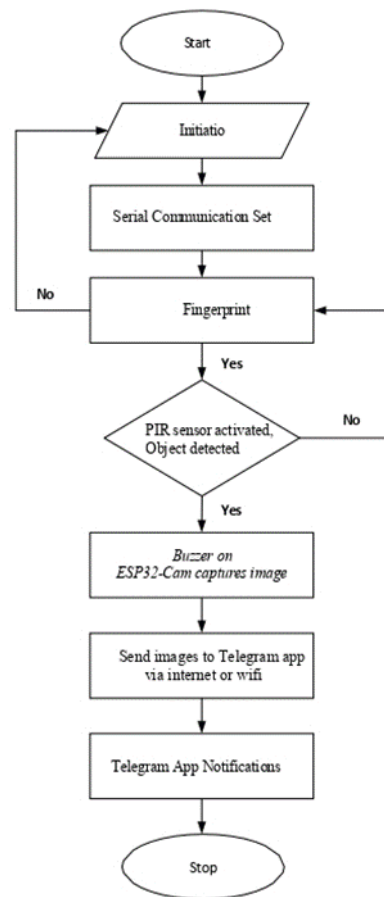 Start
Initiatio
Serial Communication Set
No
Fingerprint
Yes
PIR sensor activated,
Object detected
No
Yes
Buzzer on
ESP32-Cam captures image
Send images to Telegram app
via internet or wifi
Telegram App Notifications
Stop